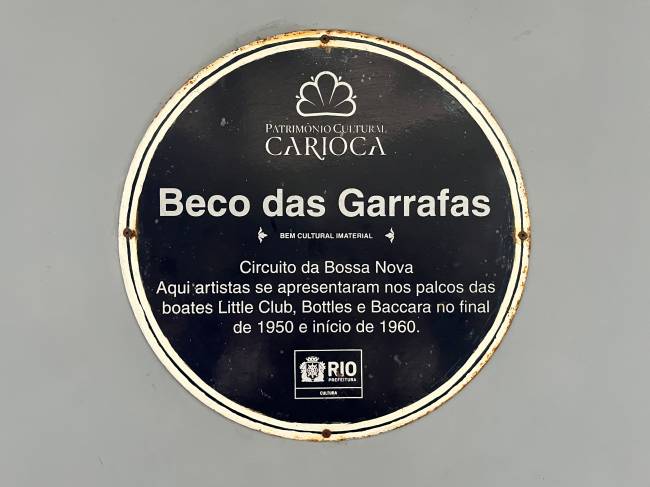 PATRIMÔNIO CULTURAL
CARIOCA
Beco das Garrafas
BEM CULTURAL IMATERIAL
Circuito da Bossa Nova
Aqui artistas se apresentaram nos palcos das
boates Little Club, Bottles e Baccara no final
de 1950 e início de 1960.
RIO
PREFEITURA
CULTURA